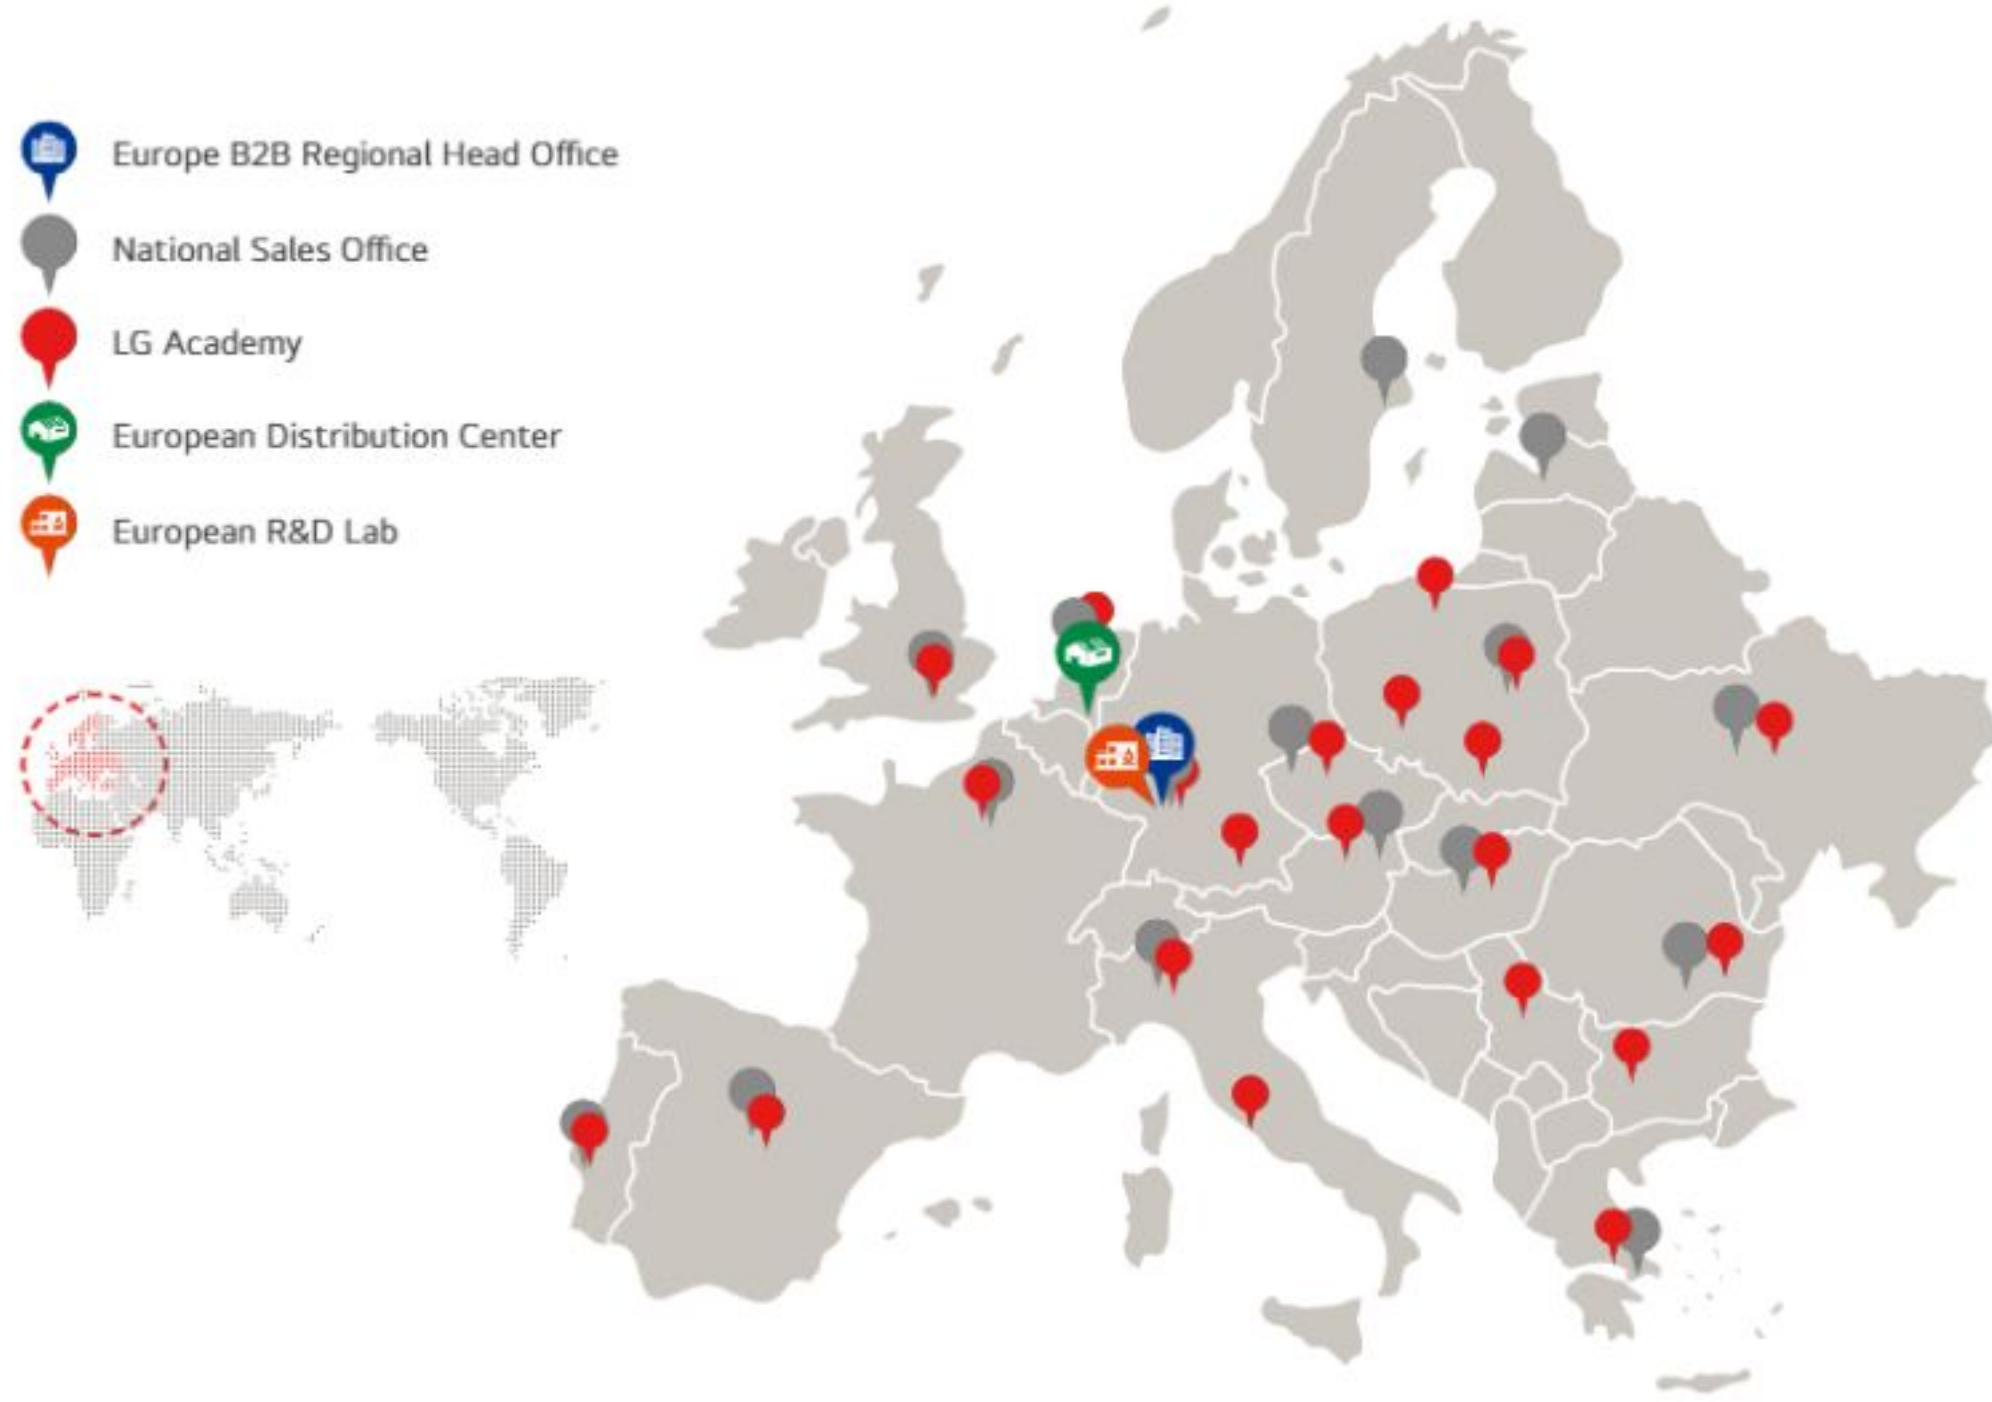 Europe B2B Regional Head Office
National Sales Office
LG Academy
European Distribution Center
European R&D Lab